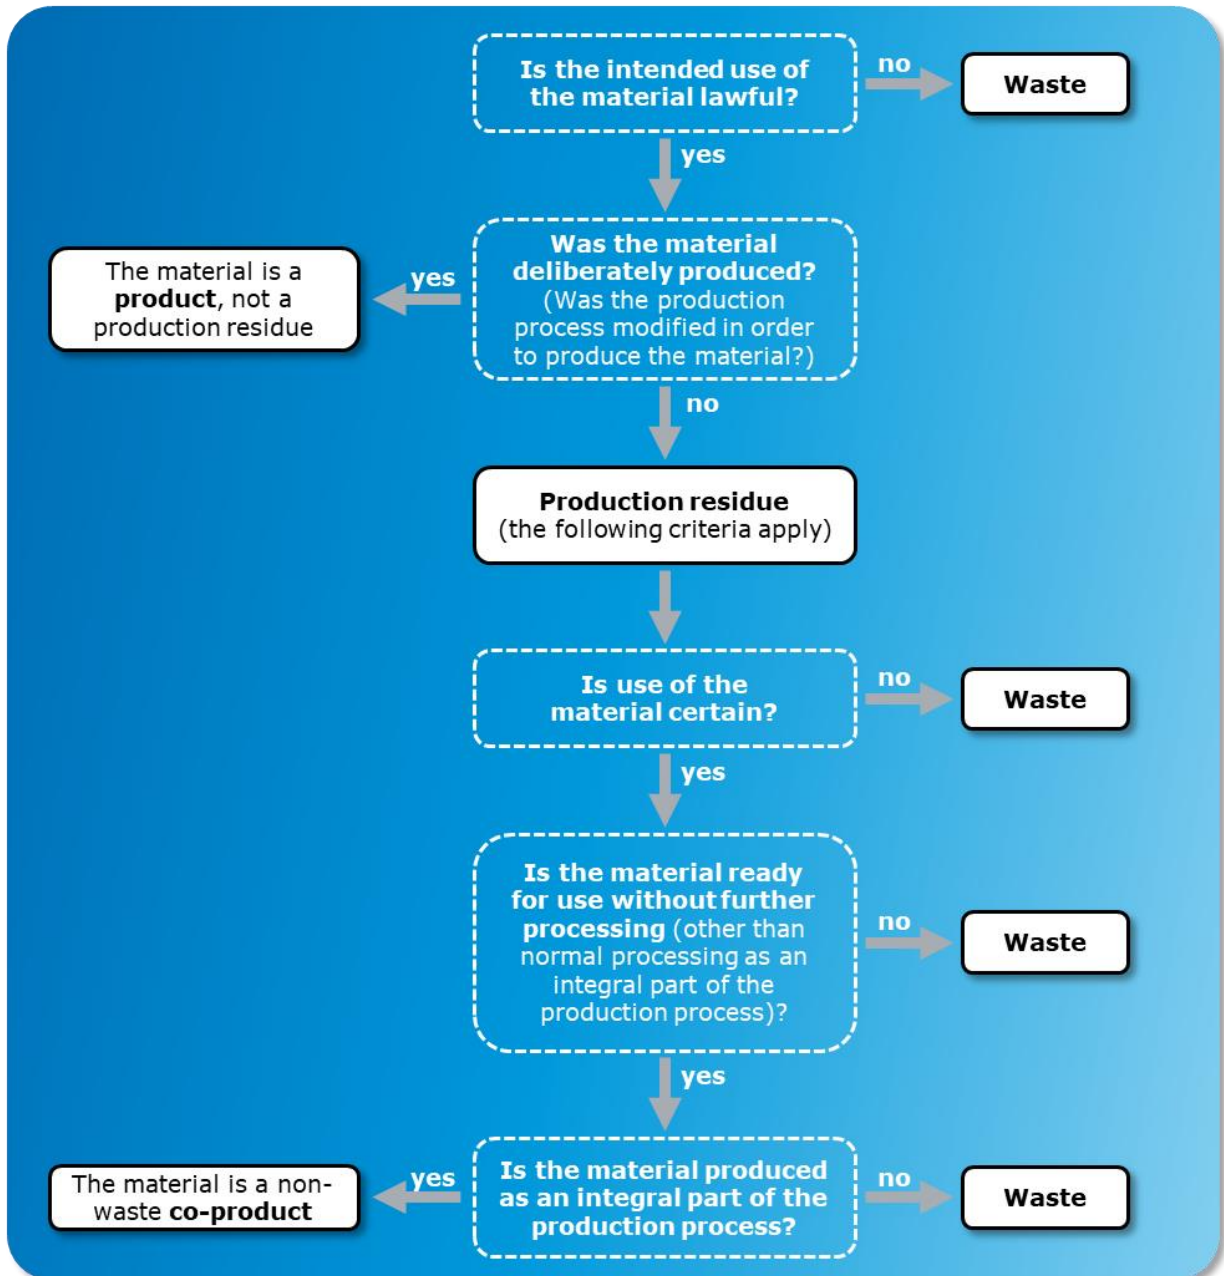 Is the intended use of
the material lawful?
no
Waste
yes
Was the material
deliberately produced?
(Was the production
process modified in order
to produce the material?)
yes
The material is a
product, not a
production residue
no
Production residue
(the following criteria apply)
Is use of the
material certain?
no
Waste
yes
Is the material ready
for use without further
processing (other than
normal processing as an
integral part of the
production process)?
no
Waste
yes
Is the material produced
as an integral part of the
production process?
yes
The material is a non-
waste co-product
no
Waste